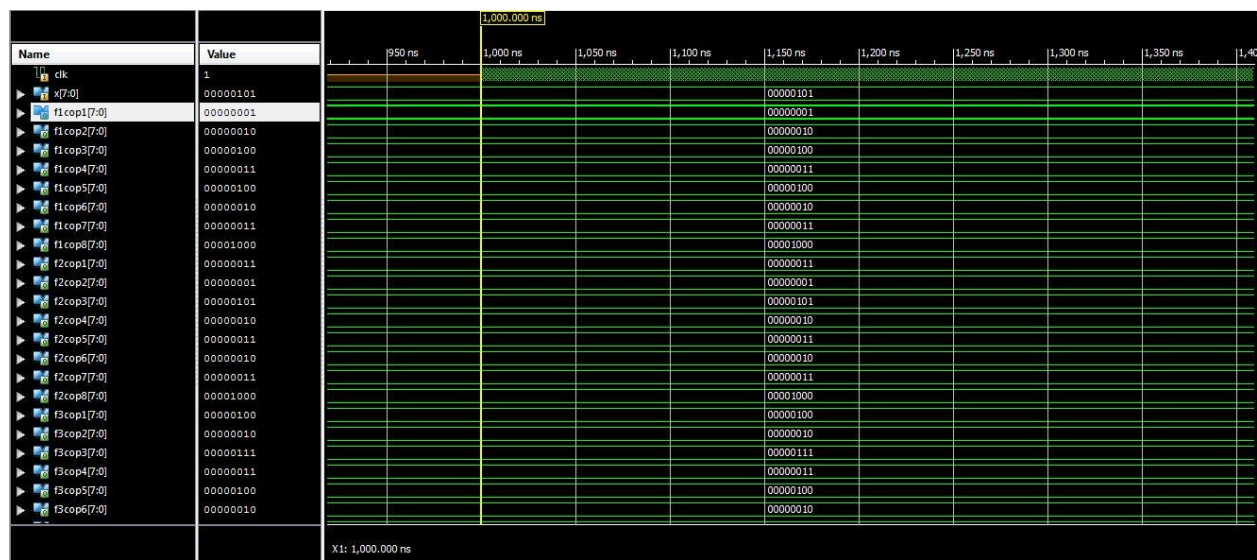 1,000.000 ns
Name Value 950 ns 1,000 ns 1,050 ns 1,100 ns 1,150 ns 1,200 ns 1,250 ns 1,300 ns 1,350 ns 1,40
clk 1
x[7:0] 00000101 00000101
f1cop1[7:0] 00000001 00000001
f1cop2[7:0] 00000010 00000010
f1cop3[7:0] 00000100 00000100
f1cop4[7:0] 00000011 00000011
f1cop5[7:0] 00000100 00000100
f1cop6[7:0] 00000010 00000010
f1cop7[7:0] 00000011 00000011
f1cop8[7:0] 00001000 00001000
f2cop1[7:0] 00000011 00000011
f2cop2[7:0] 00000001 00000001
f2cop3[7:0] 00000101 00000101
f2cop4[7:0] 00000010 00000010
f2cop5[7:0] 00000011 00000011
f2cop6[7:0] 00000010 00000010
f2cop7[7:0] 00000011 00000011
f2cop8[7:0] 00001000 00001000
f3cop1[7:0] 00000100 00000100
f3cop2[7:0] 00000010 00000010
f3cop3[7:0] 00000111 00000111
f3cop4[7:0] 00000011 00000011
f3cop5[7:0] 00000100 00000100
f3cop6[7:0] 00000010 00000010
X1: 1,000.000 ns